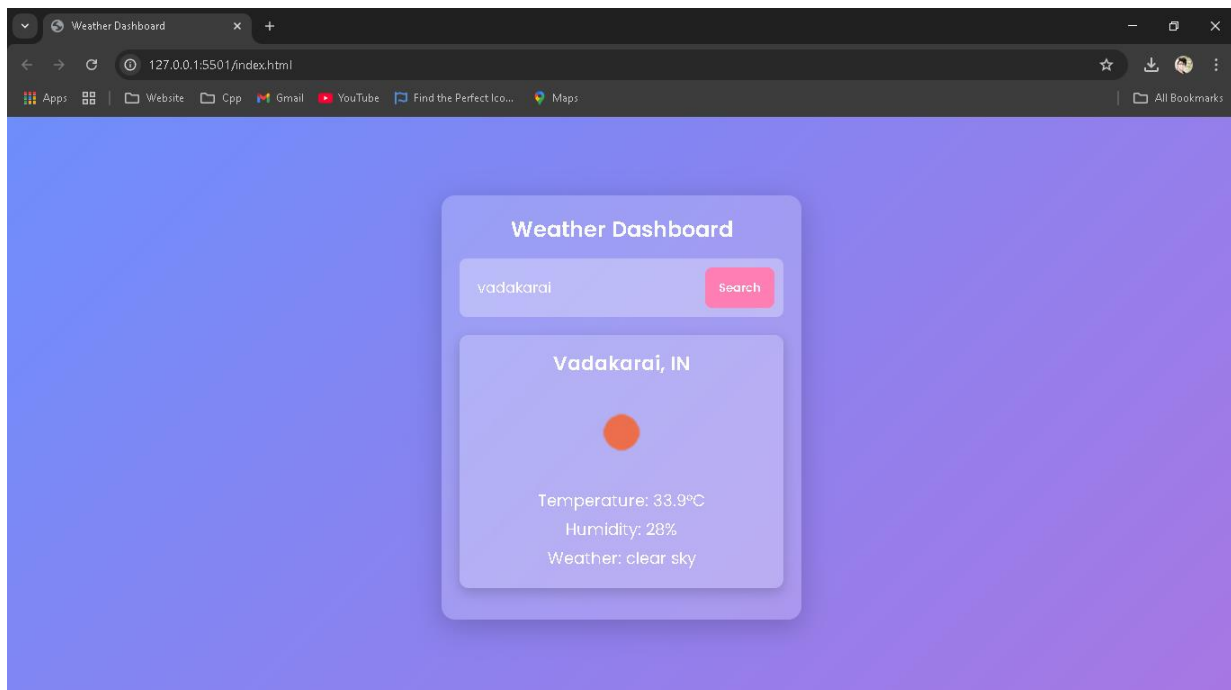 Weather Dashboard
127.0.0.1:5501/index.html
Apps Website Cpp Gmail YouTube Find the Perfect Ico... Maps All Bookmarks
Weather Dashboard
vadakarai Search
Vadakarai, IN
Temperature: 33.9°C
Humidity: 28%
Weather: clear sky